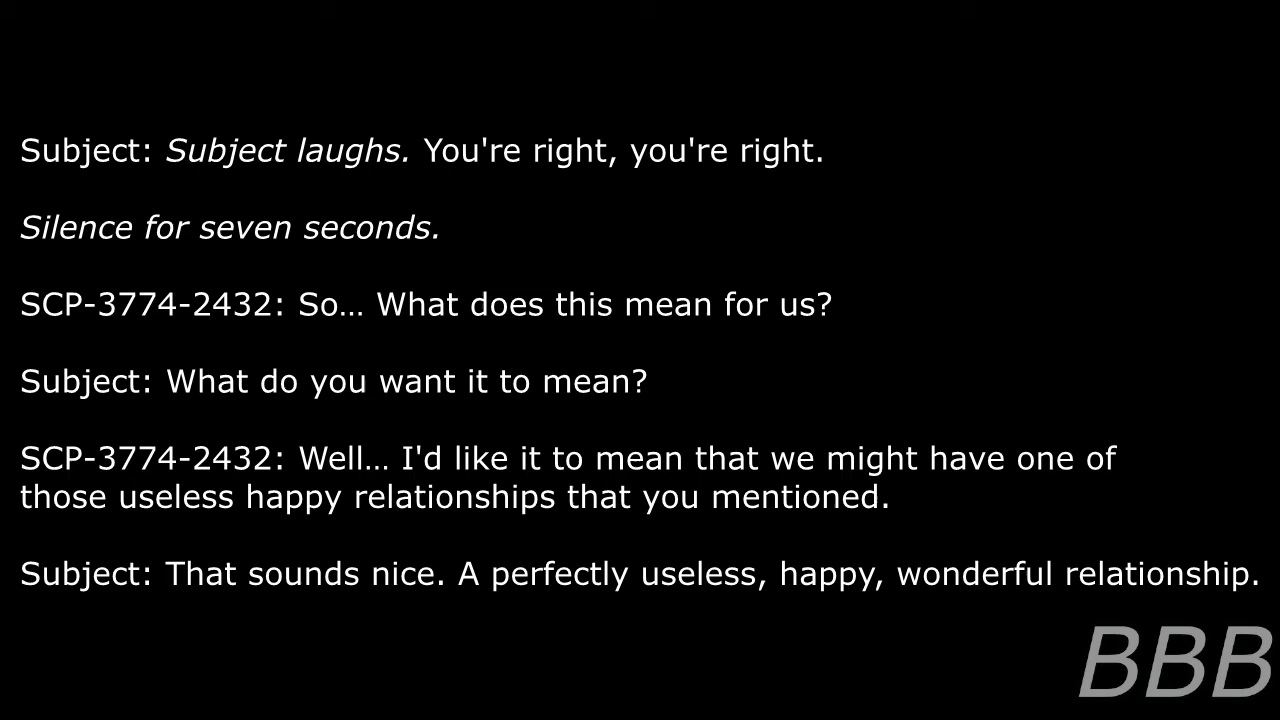 Subject: Subject laughs. You're right, you're right.
Silence for seven seconds.
SCP-3774-2432: So… What does this mean for us?
Subject: What do you want it to mean?
SCP-3774-2432: Well… I'd like it to mean that we might have one of
those useless happy relationships that you mentioned.
Subject: That sounds nice. A perfectly useless, happy, wonderful relationship.
BBB